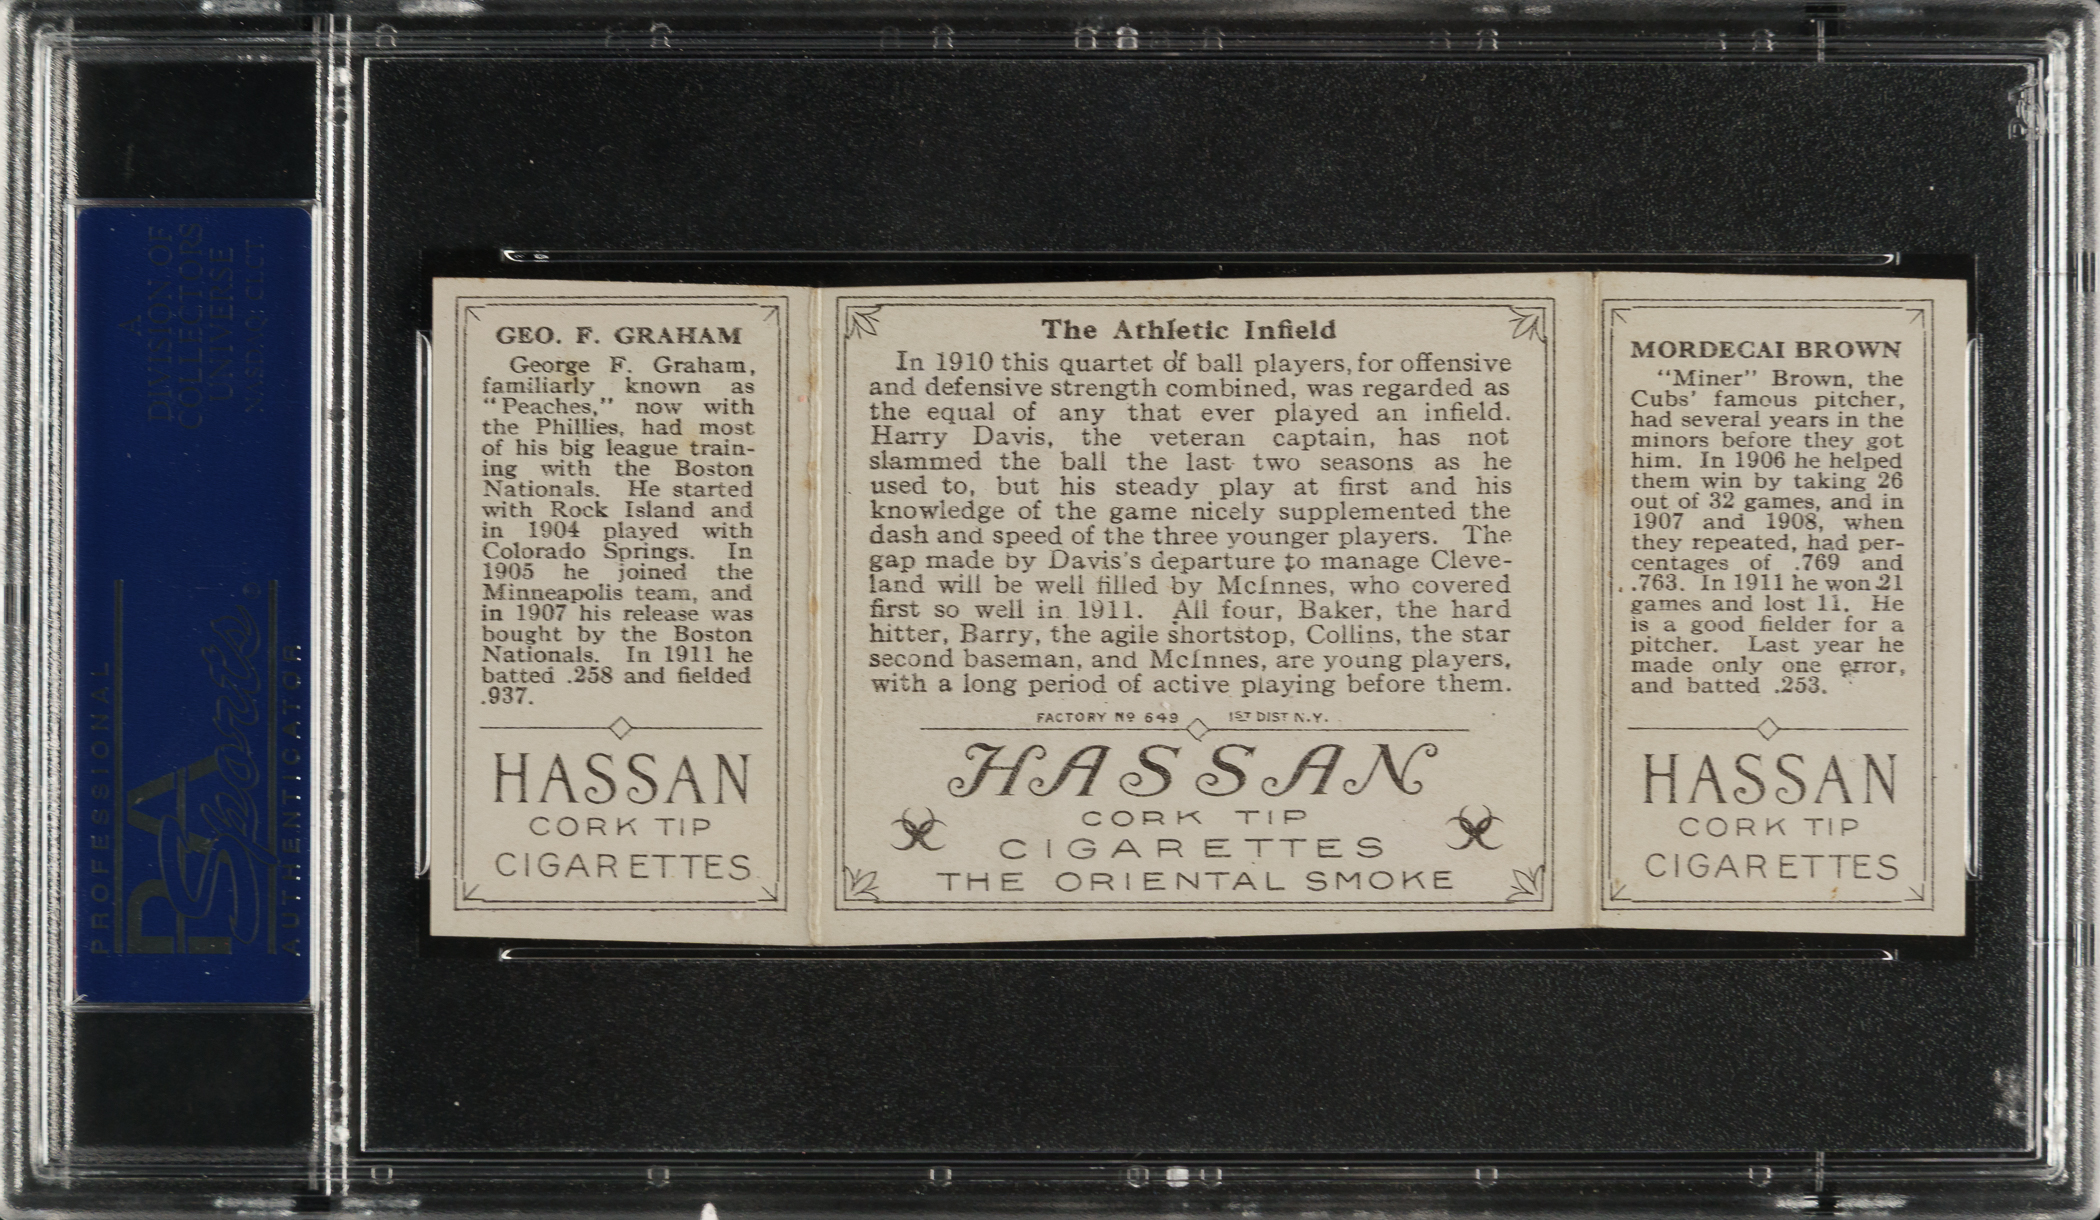 A
DIVISION OF
COLLECTORS
UNIVERSE
NASDAQ: CLCT
PROFESSIONAL
PSA
Sports
AUTHENTICATOR
GEO. F. GRAHAM
George F. Graham,
familiarly known as
"Peaches," now with
the Phillies, had most
of his big league train-
ing with the Boston
Nationals. He started
with Rock Island and
in 1904 played with
Colorado Springs. In
1905 he joined the
Minneapolis team, and
in 1907 his release was
bought by the Boston
Nationals. In 1911 he
batted .258 and fielded
.937.
HASSAN
CORK TIP
CIGARETTES
The Athletic Infield
In 1910 this quartet of ball players, for offensive
and defensive strength combined, was regarded as
the equal of any that ever played an infield.
Harry Davis, the veteran captain, has not
slammed the ball the last two seasons as he
used to, but his steady play at first and his
knowledge of the game nicely supplemented the
dash and speed of the three younger players. The
gap made by Davis's departure to manage Cleve-
land will be well filled by McInnes, who covered
first so well in 1911. All four, Baker, the hard
hitter, Barry, the agile shortstop, Collins, the star
second baseman, and McInnes, are young players,
with a long period of active playing before them.
FACTORY Nº 649 1ST DIST N.Y.
HASSAN
CORK TIP
CIGARETTES
THE ORIENTAL SMOKE
MORDECAI BROWN
"Miner" Brown, the
Cubs' famous pitcher,
had several years in the
minors before they got
him. In 1906 he helped
them win by taking 26
out of 32 games, and in
1907 and 1908, when
they repeated, had per-
centages of .769 and
.763. In 1911 he won 21
games and lost 11. He
is a good fielder for a
pitcher. Last year he
made only one error,
and batted .253.
HASSAN
CORK TIP
CIGARETTES